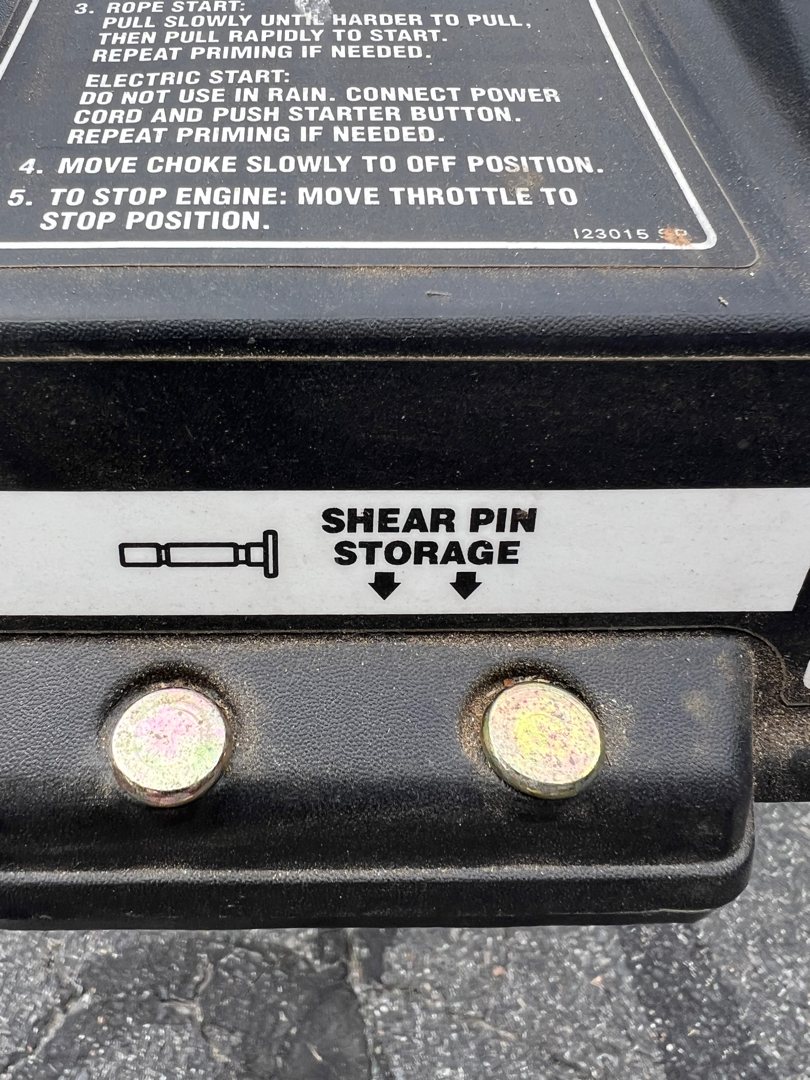 3. ROPE START:
PULL SLOWLY UNTIL HARDER TO PULL,
THEN PULL RAPIDLY TO START.
REPEAT PRIMING IF NEEDED.
ELECTRIC START:
DO NOT USE IN RAIN. CONNECT POWER
CORD AND PUSH STARTER BUTTON.
REPEAT PRIMING IF NEEDED.
4. MOVE CHOKE SLOWLY TO OFF POSITION.
5. TO STOP ENGINE: MOVE THROTTLE TO
STOP POSITION.
I23015
SHEAR PIN
STORAGE